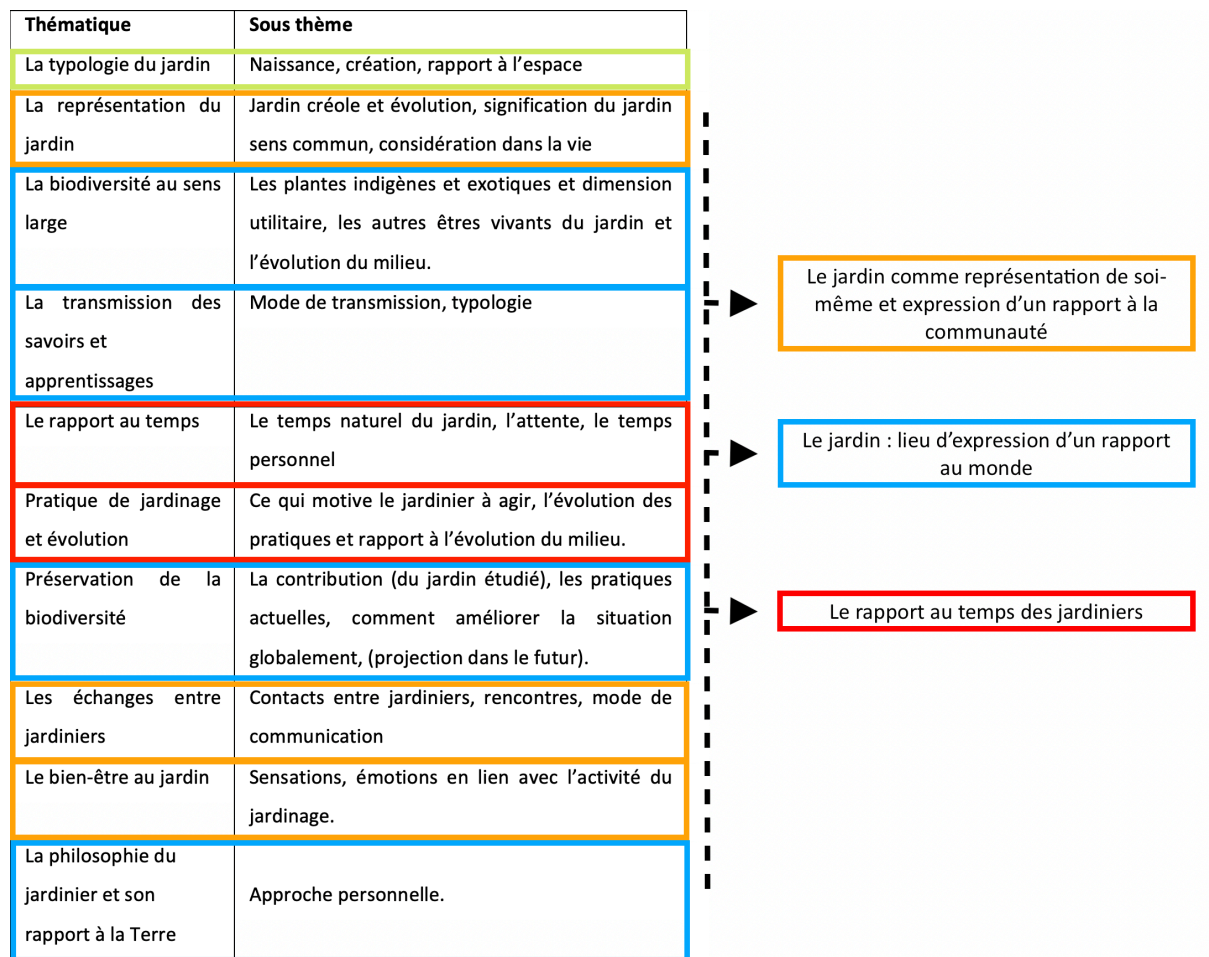 Thématique
Sous thème
La typologie du jardin
Naissance, création, rapport à l’espace
La représentation du
jardin
Jardin créole et évolution, signification du jardin
sens commun, considération dans la vie
La biodiversité au sens
large
Les plantes indigènes et exotiques et dimension
utilitaire, les autres êtres vivants du jardin et
l’évolution du milieu.
La transmission des
savoirs et
apprentissages
Mode de transmission, typologie
Le rapport au temps
Le temps naturel du jardin, l’attente, le temps
personnel
Pratique de jardinage
et évolution
Ce qui motive le jardinier à agir, l’évolution des
pratiques et rapport à l’évolution du milieu.
Préservation de la
biodiversité
La contribution (du jardin étudié), les pratiques
actuelles, comment améliorer la situation
globalement, (projection dans le futur).
Les échanges entre
jardiniers
Contacts entre jardiniers, rencontres, mode de
communication
Le bien-être au jardin
Sensations, émotions en lien avec l’activité du
jardinage.
La philosophie du
jardinier et son
rapport à la Terre
Approche personnelle.
Le jardin comme représentation de soi-
même et expression d’un rapport à la
communauté
Le jardin : lieu d’expression d’un rapport
au monde
Le rapport au temps des jardiniers